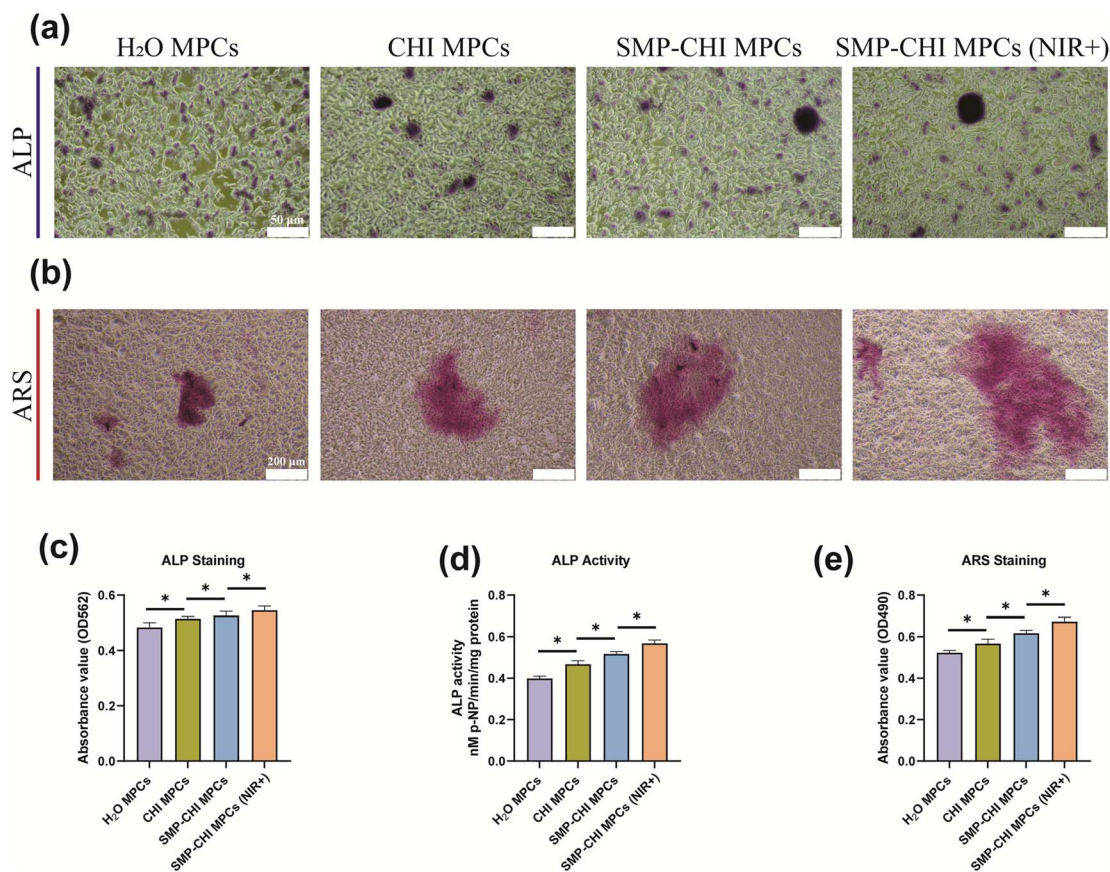 (a)
H₂O MPCs
CHI MPCs
SMP-CHI MPCs
SMP-CHI MPCs (NIR+)
ALP
50 μm
(b)
ARS
200 μm
(c)
ALP Staining
Absorbance value (OD562)
0.6
0.4
0.2
0.0
*
*
*
H₂O MPCs
CHI MPCs
SMP-CHI MPCs
SMP-CHI MPCs (NIR+)
(d)
ALP Activity
ALP activity
nM p-NP/min/mg protein
0.8
0.6
0.4
0.2
0.0
*
*
*
H₂O MPCs
CHI MPCs
SMP-CHI MPCs
SMP-CHI MPCs (NIR+)
(e)
ARS Staining
Absorbance value (OD490)
0.8
0.6
0.4
0.2
0.0
*
*
*
H₂O MPCs
CHI MPCs
SMP-CHI MPCs
SMP-CHI MPCs (NIR+)